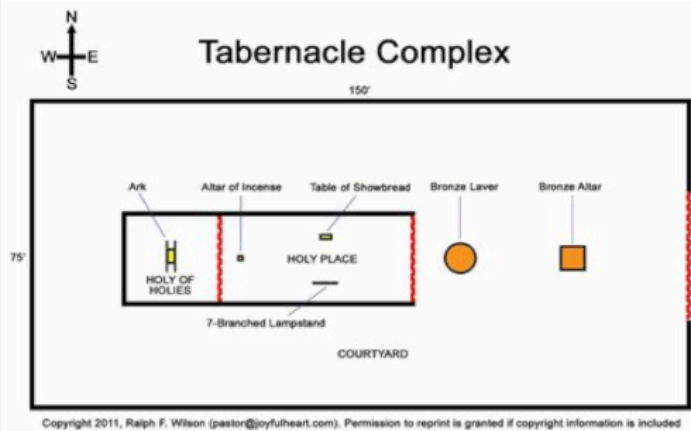 N
W E
S
Tabernacle Complex
150'
Ark
Altar of Incense
Table of Showbread
Bronze Laver
Bronze Altar
75'
HOLY PLACE
HOLY OF
HOLIES
7-Branched Lampstand
COURTYARD
Copyright 2011, Ralph F. Wilson (pastor@joyfulheart.com). Permission to reprint is granted if copyright information is included